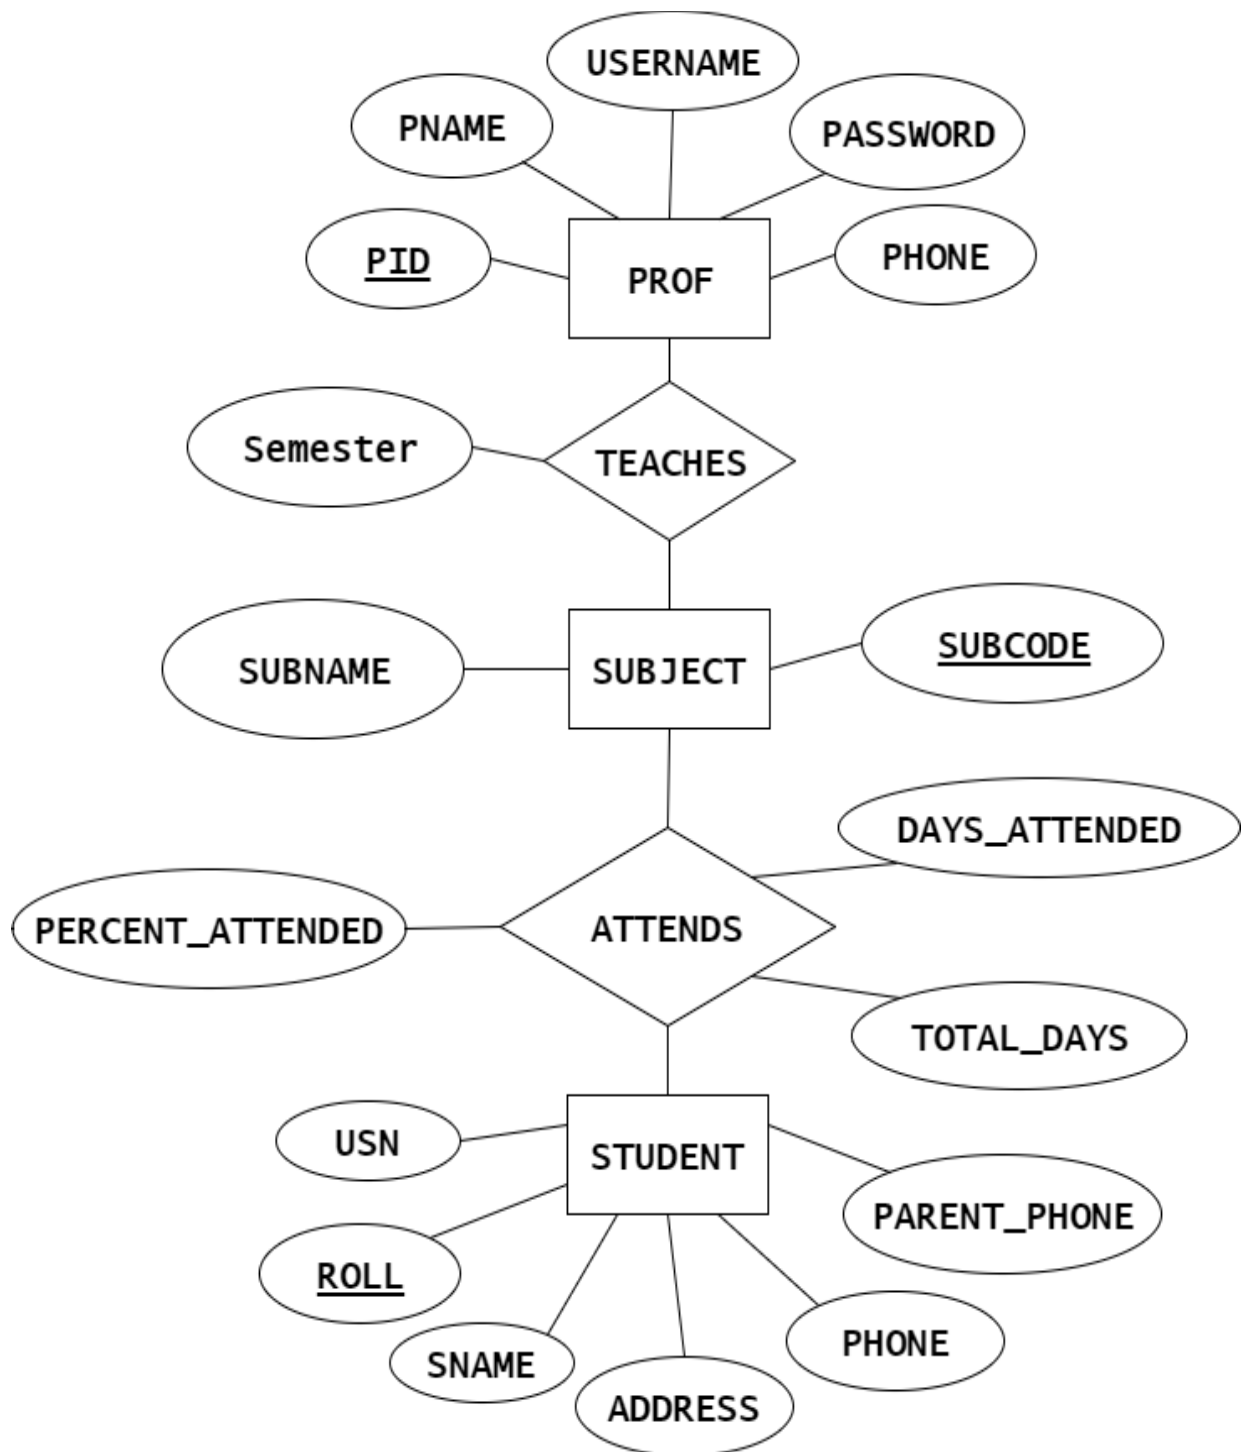 USERNAME
PNAME
PASSWORD
PID
PHONE
PROF
Semester
TEACHES
SUBNAME
SUBJECT
SUBCODE
DAYS_ATTENDED
PERCENT_ATTENDED
ATTENDS
TOTAL_DAYS
USN
STUDENT
PARENT_PHONE
ROLL
PHONE
SNAME
ADDRESS